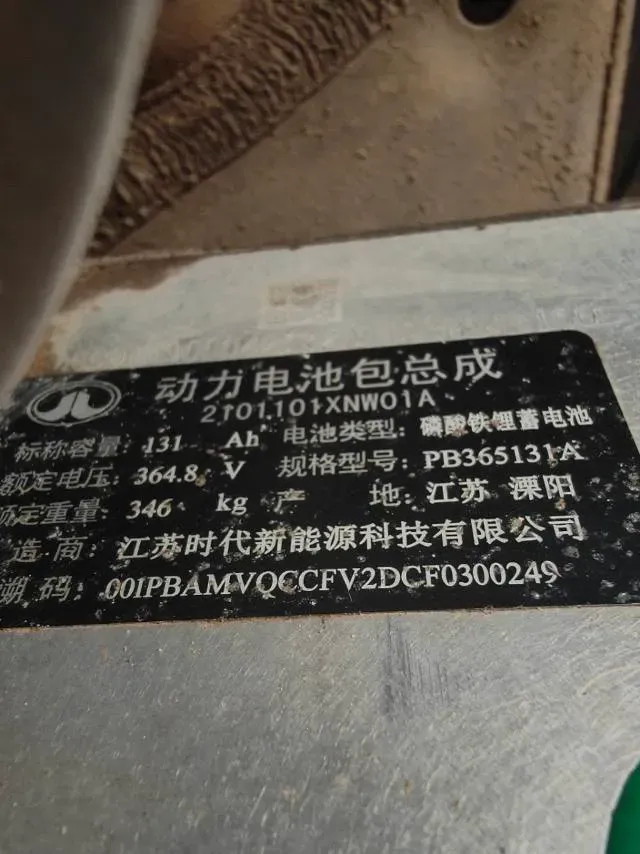 动力电池包总成
2101101XNW01A
标称容量: 131 Ah 电池类型: 磷酸铁锂蓄电池
额定电压: 364.8 V 规格型号: PB365131A
额定重量: 346 kg 产 地: 江苏 溧阳
造商: 江苏时代新能源科技有限公司
溯码: 001PBAMVQCCFV2DCF0300249